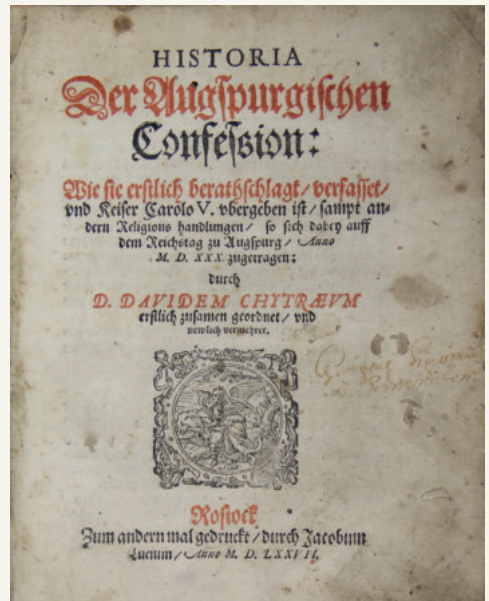 HISTORIA
Der Augſpurgiſchen
Confeſsion:
Wie ſie erſtlich berathſchlagt/ verfaſſet/
vnd Keiſer Carolo V. vbergeben iſt/ ſampt an-
dern Religions handlungen/ ſo ſich dabey auff
dem Reichstag zu Augſpurg/ Anno
M. D. XXX. zugetragen:
durch
D. DAVIDEM CHYTRÆVM
erſtlich zuſamen geordnet/ vnd
newlich vermehret.
Roſtock
Zum andern mal gedruckt/ durch Jacobum
Lucium/ Anno M. D. LXXVII.